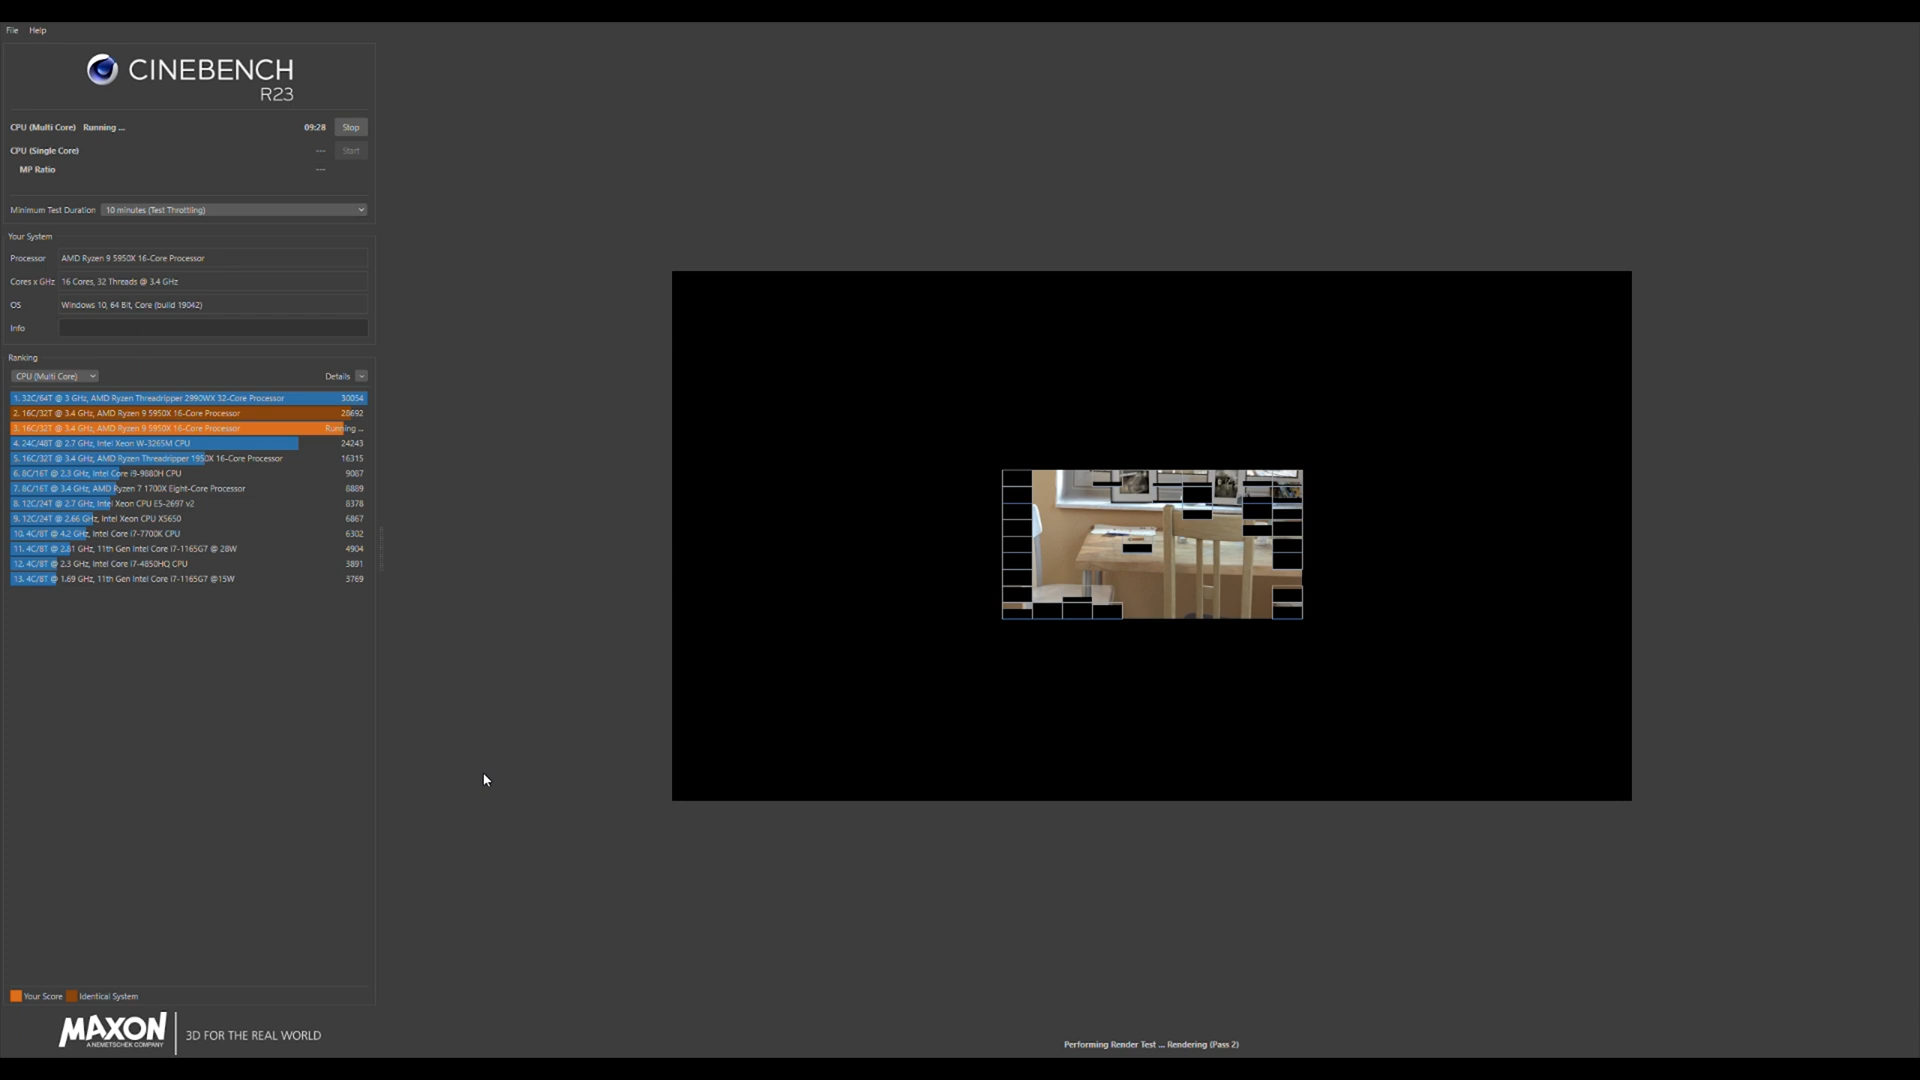 File Help
CINEBENCH
R23
CPU (Multi Core) Running ... 09:28 Stop
CPU (Single Core) --- Start
MP Ratio ---
Minimum Test Duration 10 minutes (Test Throttling)
Your System
Processor AMD Ryzen 9 5950X 16-Core Processor
Cores x GHz 16 Cores, 32 Threads @ 3.4 GHz
OS Windows 10, 64 Bit, Core (build 19042)
Info
Ranking
CPU (Multi Core) Details
1. 32C/64T @ 3 GHz, AMD Ryzen Threadripper 2990WX 32-Core Processor 30054
2. 16C/32T @ 3.4 GHz, AMD Ryzen 9 5950X 16-Core Processor 28692
3. 16C/32T @ 3.4 GHz, AMD Ryzen 9 5950X 16-Core Processor Running ...
4. 24C/48T @ 2.7 GHz, Intel Xeon W-3265M CPU 24243
5. 16C/32T @ 3.4 GHz, AMD Ryzen Threadripper 1950X 16-Core Processor 16315
6. 8C/16T @ 2.3 GHz, Intel Core i9-9880H CPU 9087
7. 8C/16T @ 3.4 GHz, AMD Ryzen 7 1700X Eight-Core Processor 8889
8. 12C/24T @ 2.7 GHz, Intel Xeon CPU E5-2697 v2 8378
9. 12C/24T @ 2.66 GHz, Intel Xeon CPU X5650 6867
10. 4C/8T @ 4.2 GHz, Intel Core i7-7700K CPU 6302
11. 4C/8T @ 2.81 GHz, 11th Gen Intel Core i7-1165G7 @ 28W 4904
12. 4C/8T @ 2.3 GHz, Intel Core i7-4850HQ CPU 3891
13. 4C/8T @ 1.69 GHz, 11th Gen Intel Core i7-1165G7 @15W 3769
Your Score Identical System
MAXON 3D FOR THE REAL WORLD
A NEMETSCHEK COMPANY
Performing Render Test ... Rendering (Pass 2)